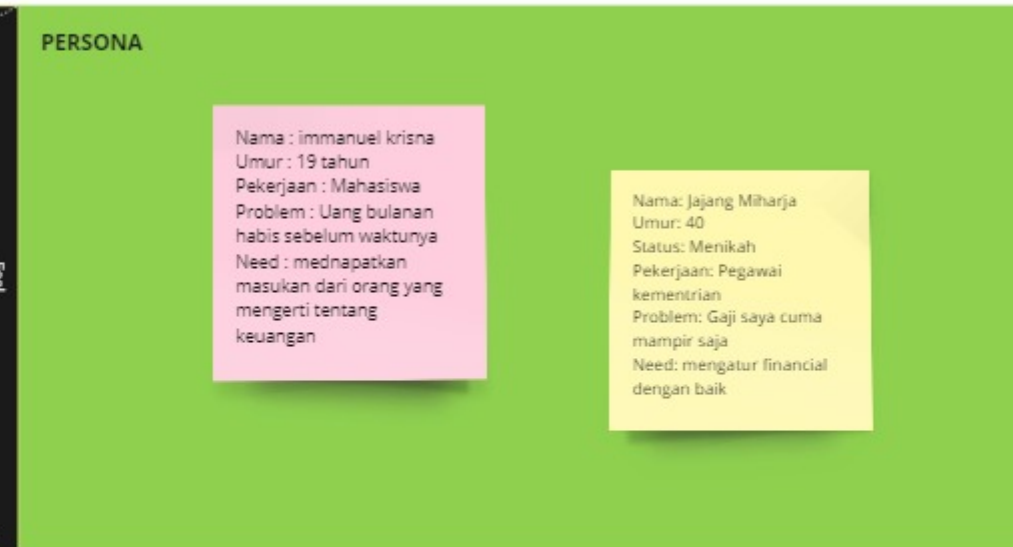 PERSONA
Nama : immanuel krisna
Umur : 19 tahun
Pekerjaan : Mahasiswa
Problem : Uang bulanan
habis sebelum waktunya
Need : mednapatkan
masukan dari orang yang
mengerti tentang
keuangan
Nama: Jajang Miharja
Umur: 40
Status: Menikah
Pekerjaan: Pegawai
kementrian
Problem: Gaji saya cuma
mampir saja
Need: mengatur financial
dengan baik